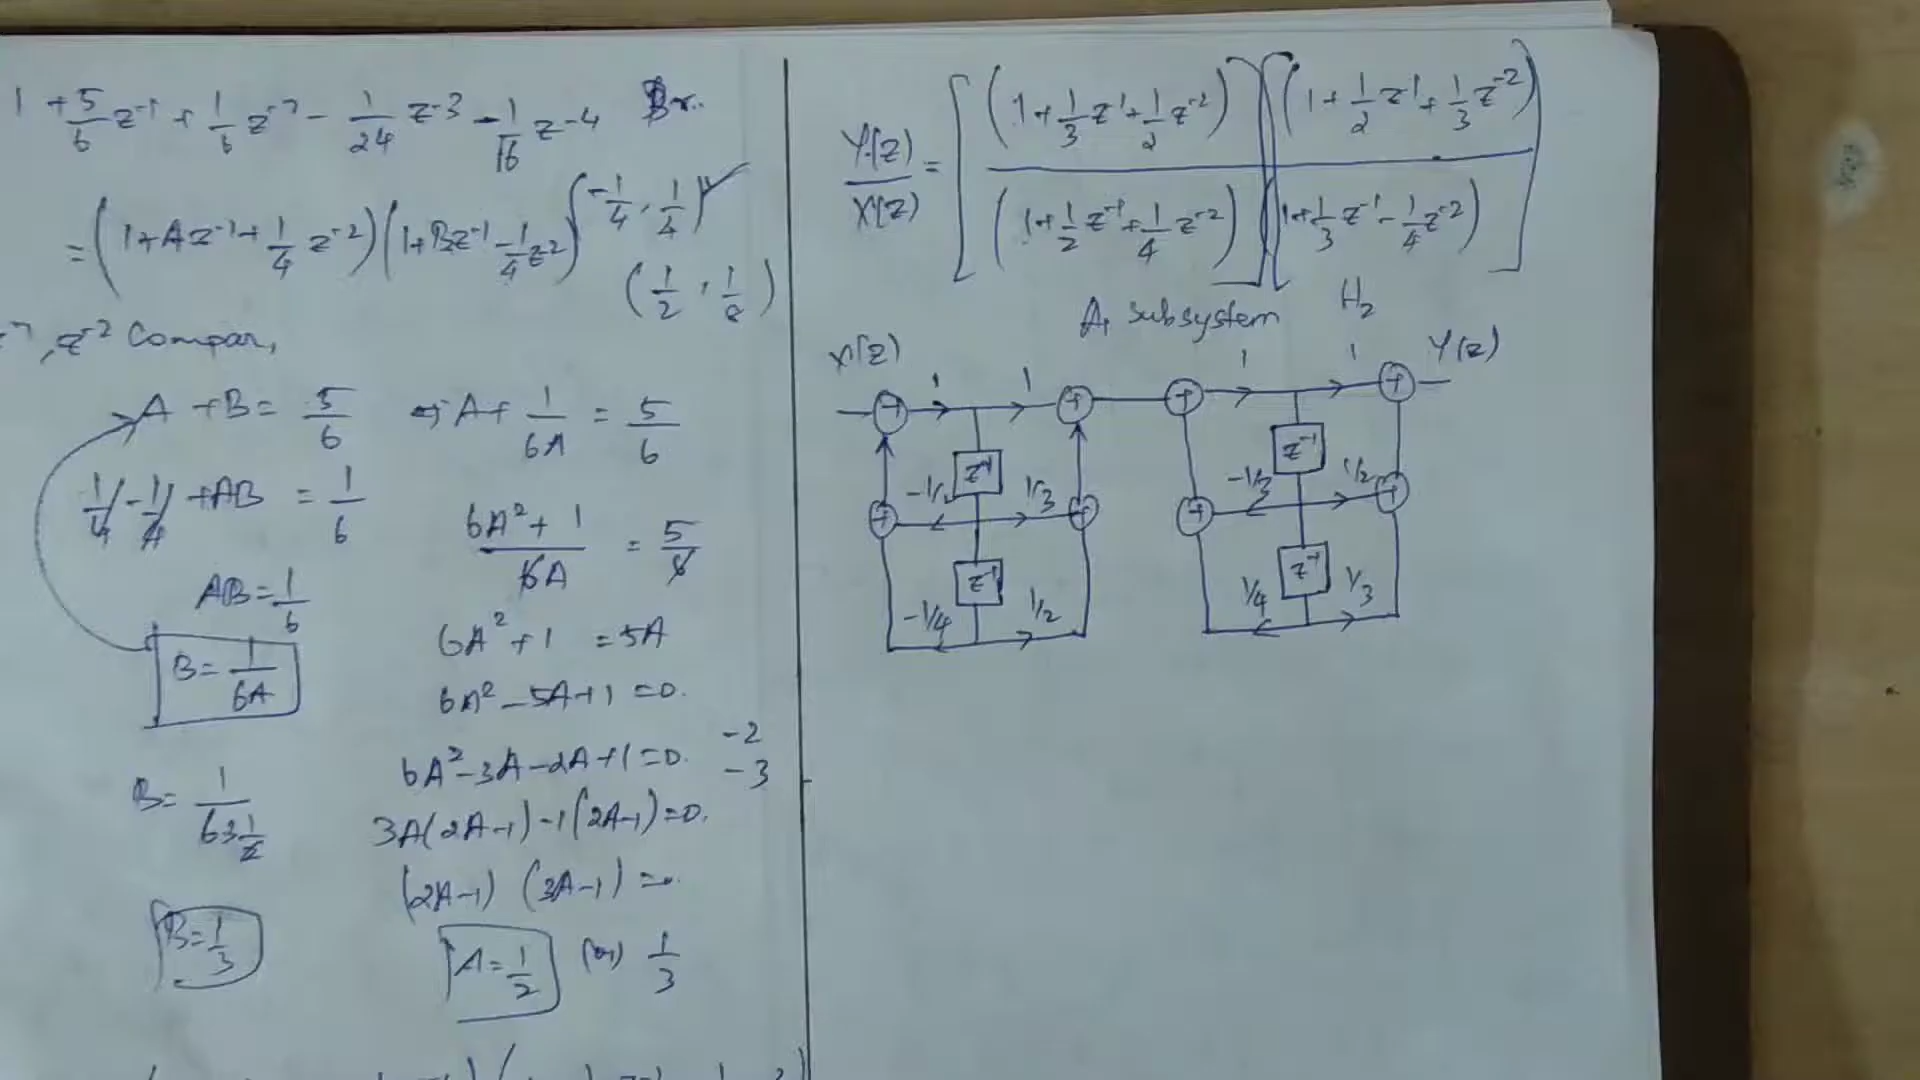 1 + 5/6 z⁻¹ + 1/6 z⁻² - 1/24 z⁻³ - 1/16 z⁻⁴
= (1+Az⁻¹+1/4 z⁻²)(1+Bz⁻¹-1/4 z²) (-1/4, 1/4) ✓
(1/2, 1/8)
, z⁻² Compar,
A + B = 5/6 ⇒ A + 1/6A = 5/6
1/4 - 1/4 + AB = 1/6
6A²+1/6A = 5/6
AB = 1/6
6A² + 1 = 5A
B = 1/6A
6A² - 5A + 1 = 0.
6A² - 3A - 2A + 1 = 0. -2 -3
B = 1/6×1/2
3A(2A-1) - 1(2A-1) = 0.
(2A-1) (3A-1) = 0.
B = 1/3
A = 1/2 (or) 1/3
Y(z)/X(z) = [(1+1/3 z⁻¹+1/2 z⁻²)/(1+1/2 z⁻¹+1/4 z⁻²)] [(1+1/2 z⁻¹+1/3 z⁻²)/(1+1/3 z⁻¹-1/4 z⁻²)]
subsystem H₂
X(z) 1 1 1 1 Y(z)
+ + + +
z⁻¹ z⁻¹
1/3 -1/3 1/2
+ + + +
z⁻¹ z⁻¹
-1/4 1/2 1/4 1/3